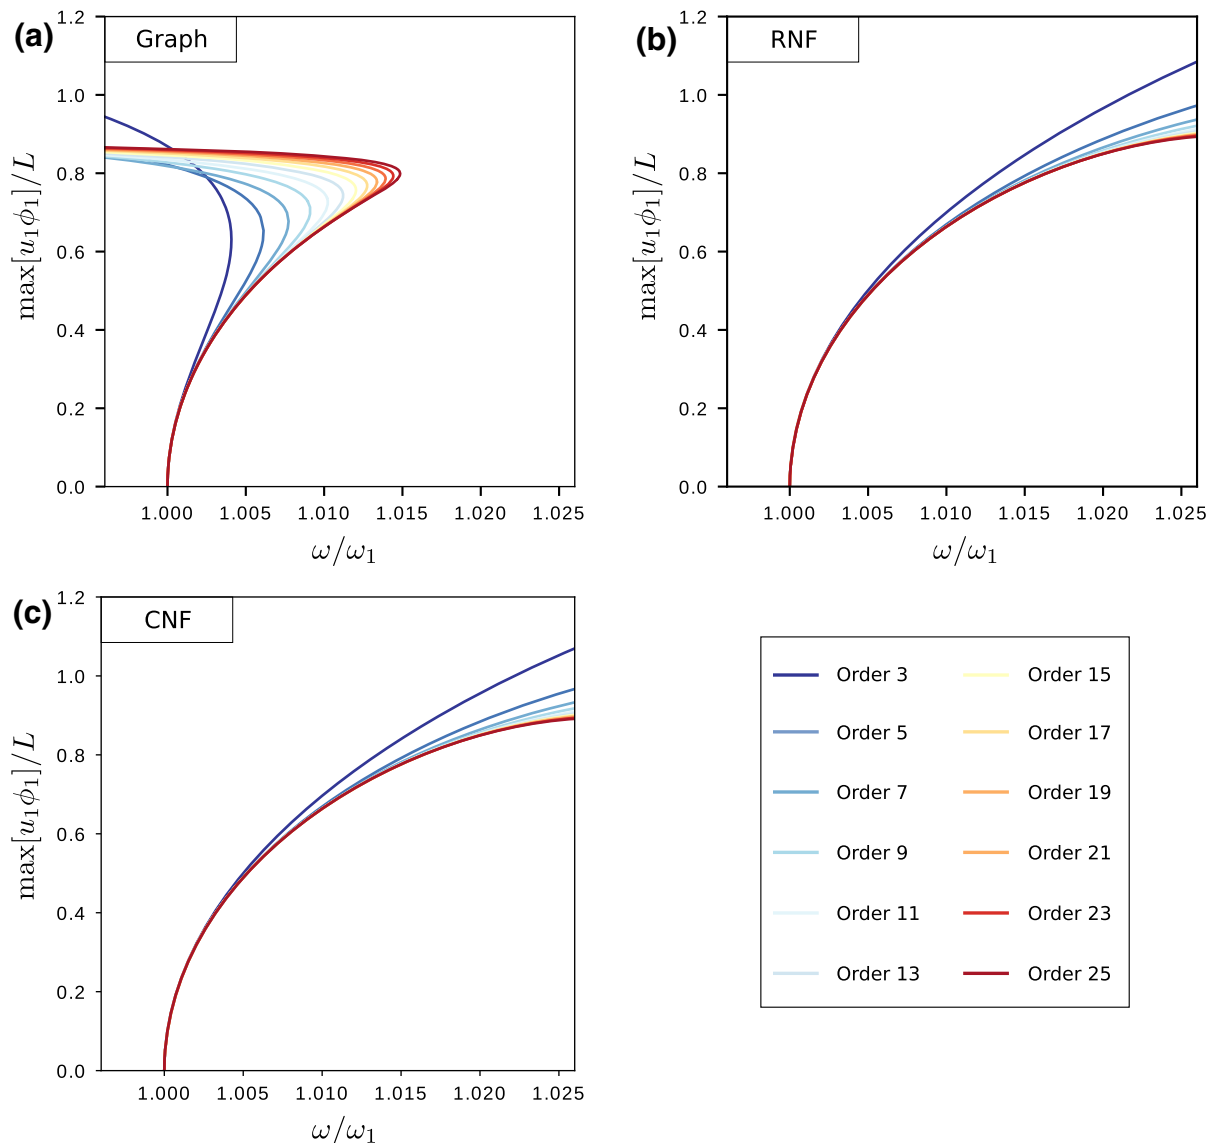 (a)
Graph
1.2
1.0
0.8
0.6
0.4
0.2
0.0
max[u₁ϕ₁]/L
1.000 1.005 1.010 1.015 1.020 1.025
ω/ω₁
(b)
RNF
1.2
1.0
0.8
0.6
0.4
0.2
0.0
max[u₁ϕ₁]/L
1.000 1.005 1.010 1.015 1.020 1.025
ω/ω₁
(c)
CNF
1.2
1.0
0.8
0.6
0.4
0.2
0.0
max[u₁ϕ₁]/L
1.000 1.005 1.010 1.015 1.020 1.025
ω/ω₁
Order 3
Order 5
Order 7
Order 9
Order 11
Order 13
Order 15
Order 17
Order 19
Order 21
Order 23
Order 25